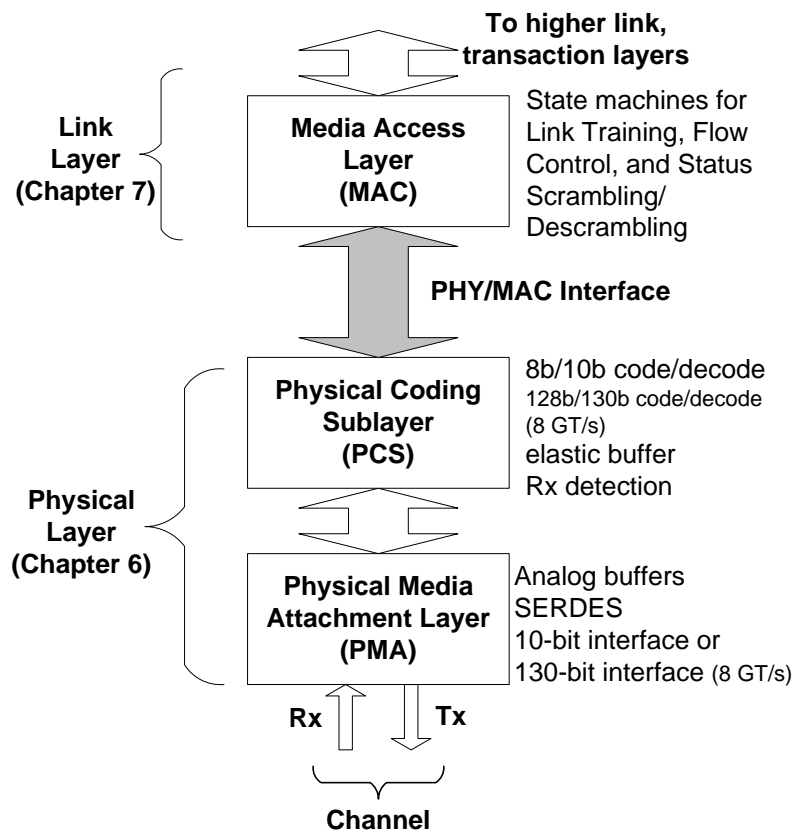 To higher link,
transaction layers
Link
Layer
(Chapter 7)
Media Access
Layer
(MAC)
State machines for
Link Training, Flow
Control, and Status
Scrambling/
Descrambling
PHY/MAC Interface
Physical Coding
Sublayer
(PCS)
8b/10b code/decode
128b/130b code/decode
(8 GT/s)
elastic buffer
Rx detection
Physical
Layer
(Chapter 6)
Physical Media
Attachment Layer
(PMA)
Analog buffers
SERDES
10-bit interface or
130-bit interface (8 GT/s)
Rx
Tx
Channel